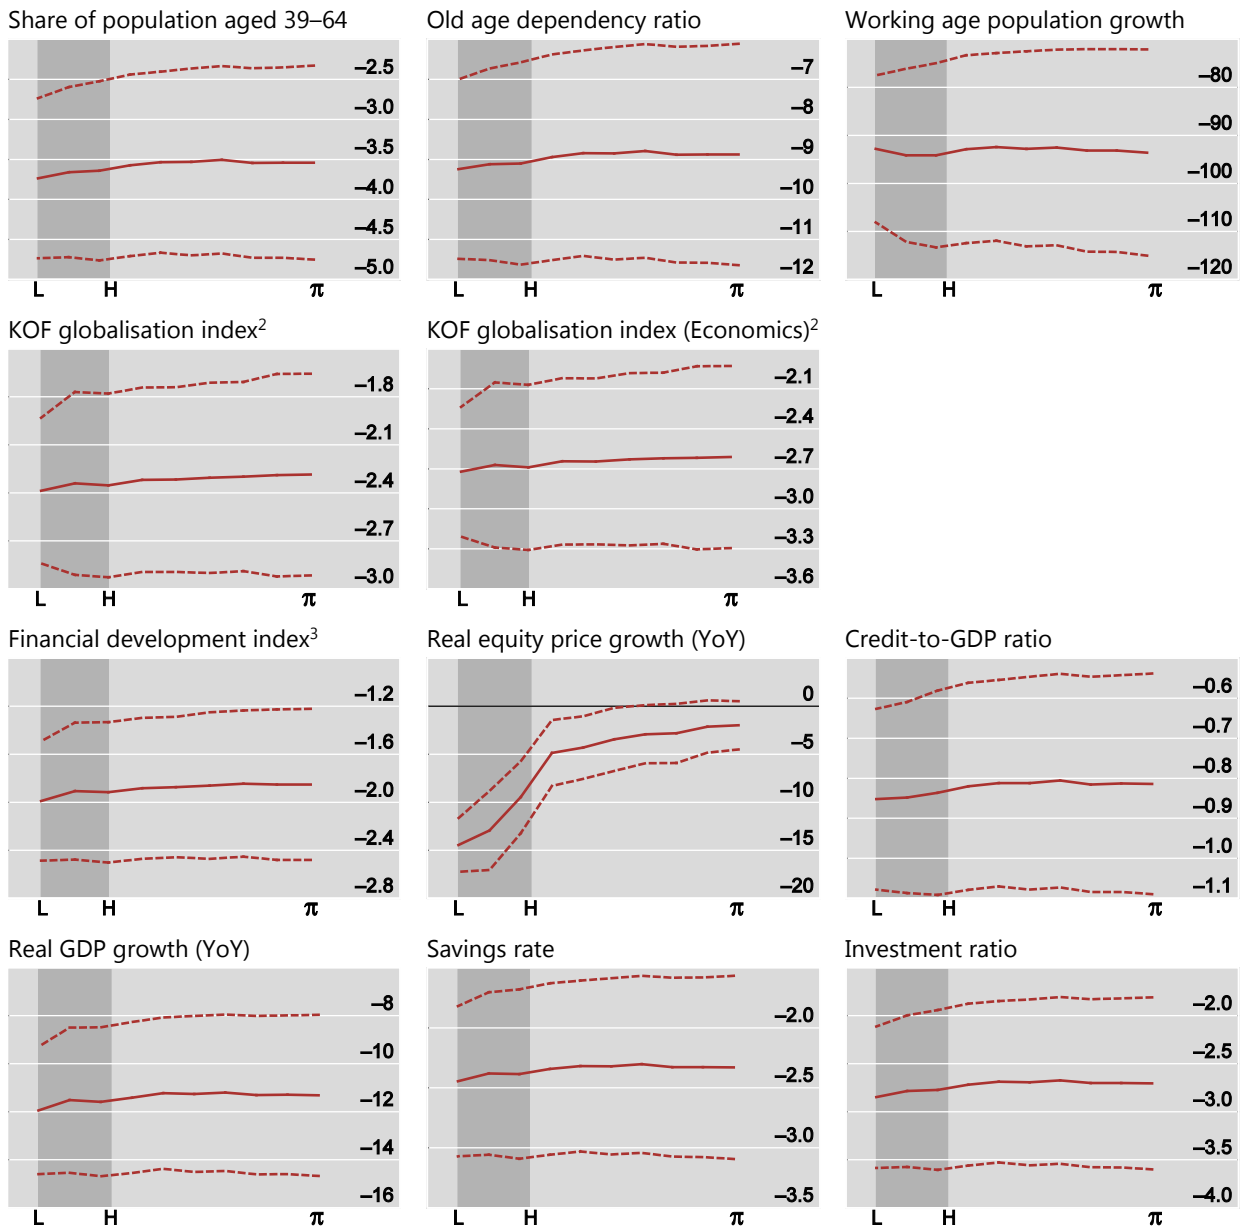 Share of population aged 39–64
–2.5
–3.0
–3.5
–4.0
–4.5
–5.0
L H π
Old age dependency ratio
–7
–8
–9
–10
–11
–12
L H π
Working age population growth
–80
–90
–100
–110
–120
L H π
KOF globalisation index2
–1.8
–2.1
–2.4
–2.7
–3.0
L H π
KOF globalisation index (Economics)2
–2.1
–2.4
–2.7
–3.0
–3.3
–3.6
L H π
Financial development index3
–1.2
–1.6
–2.0
–2.4
–2.8
L H π
Real equity price growth (YoY)
0
–5
–10
–15
–20
L H π
Credit-to-GDP ratio
–0.6
–0.7
–0.8
–0.9
–1.0
–1.1
L H π
Real GDP growth (YoY)
–8
–10
–12
–14
–16
L H π
Savings rate
–2.0
–2.5
–3.0
–3.5
L H π
Investment ratio
–2.0
–2.5
–3.0
–3.5
–4.0
L H π